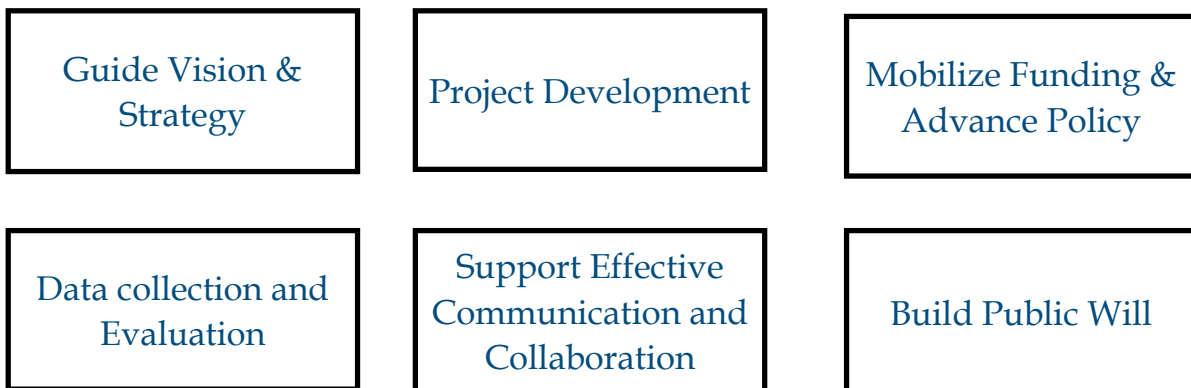 Guide Vision &
Strategy
Project Development
Mobilize Funding &
Advance Policy
Data collection and
Evaluation
Support Effective
Communication and
Collaboration
Build Public Will